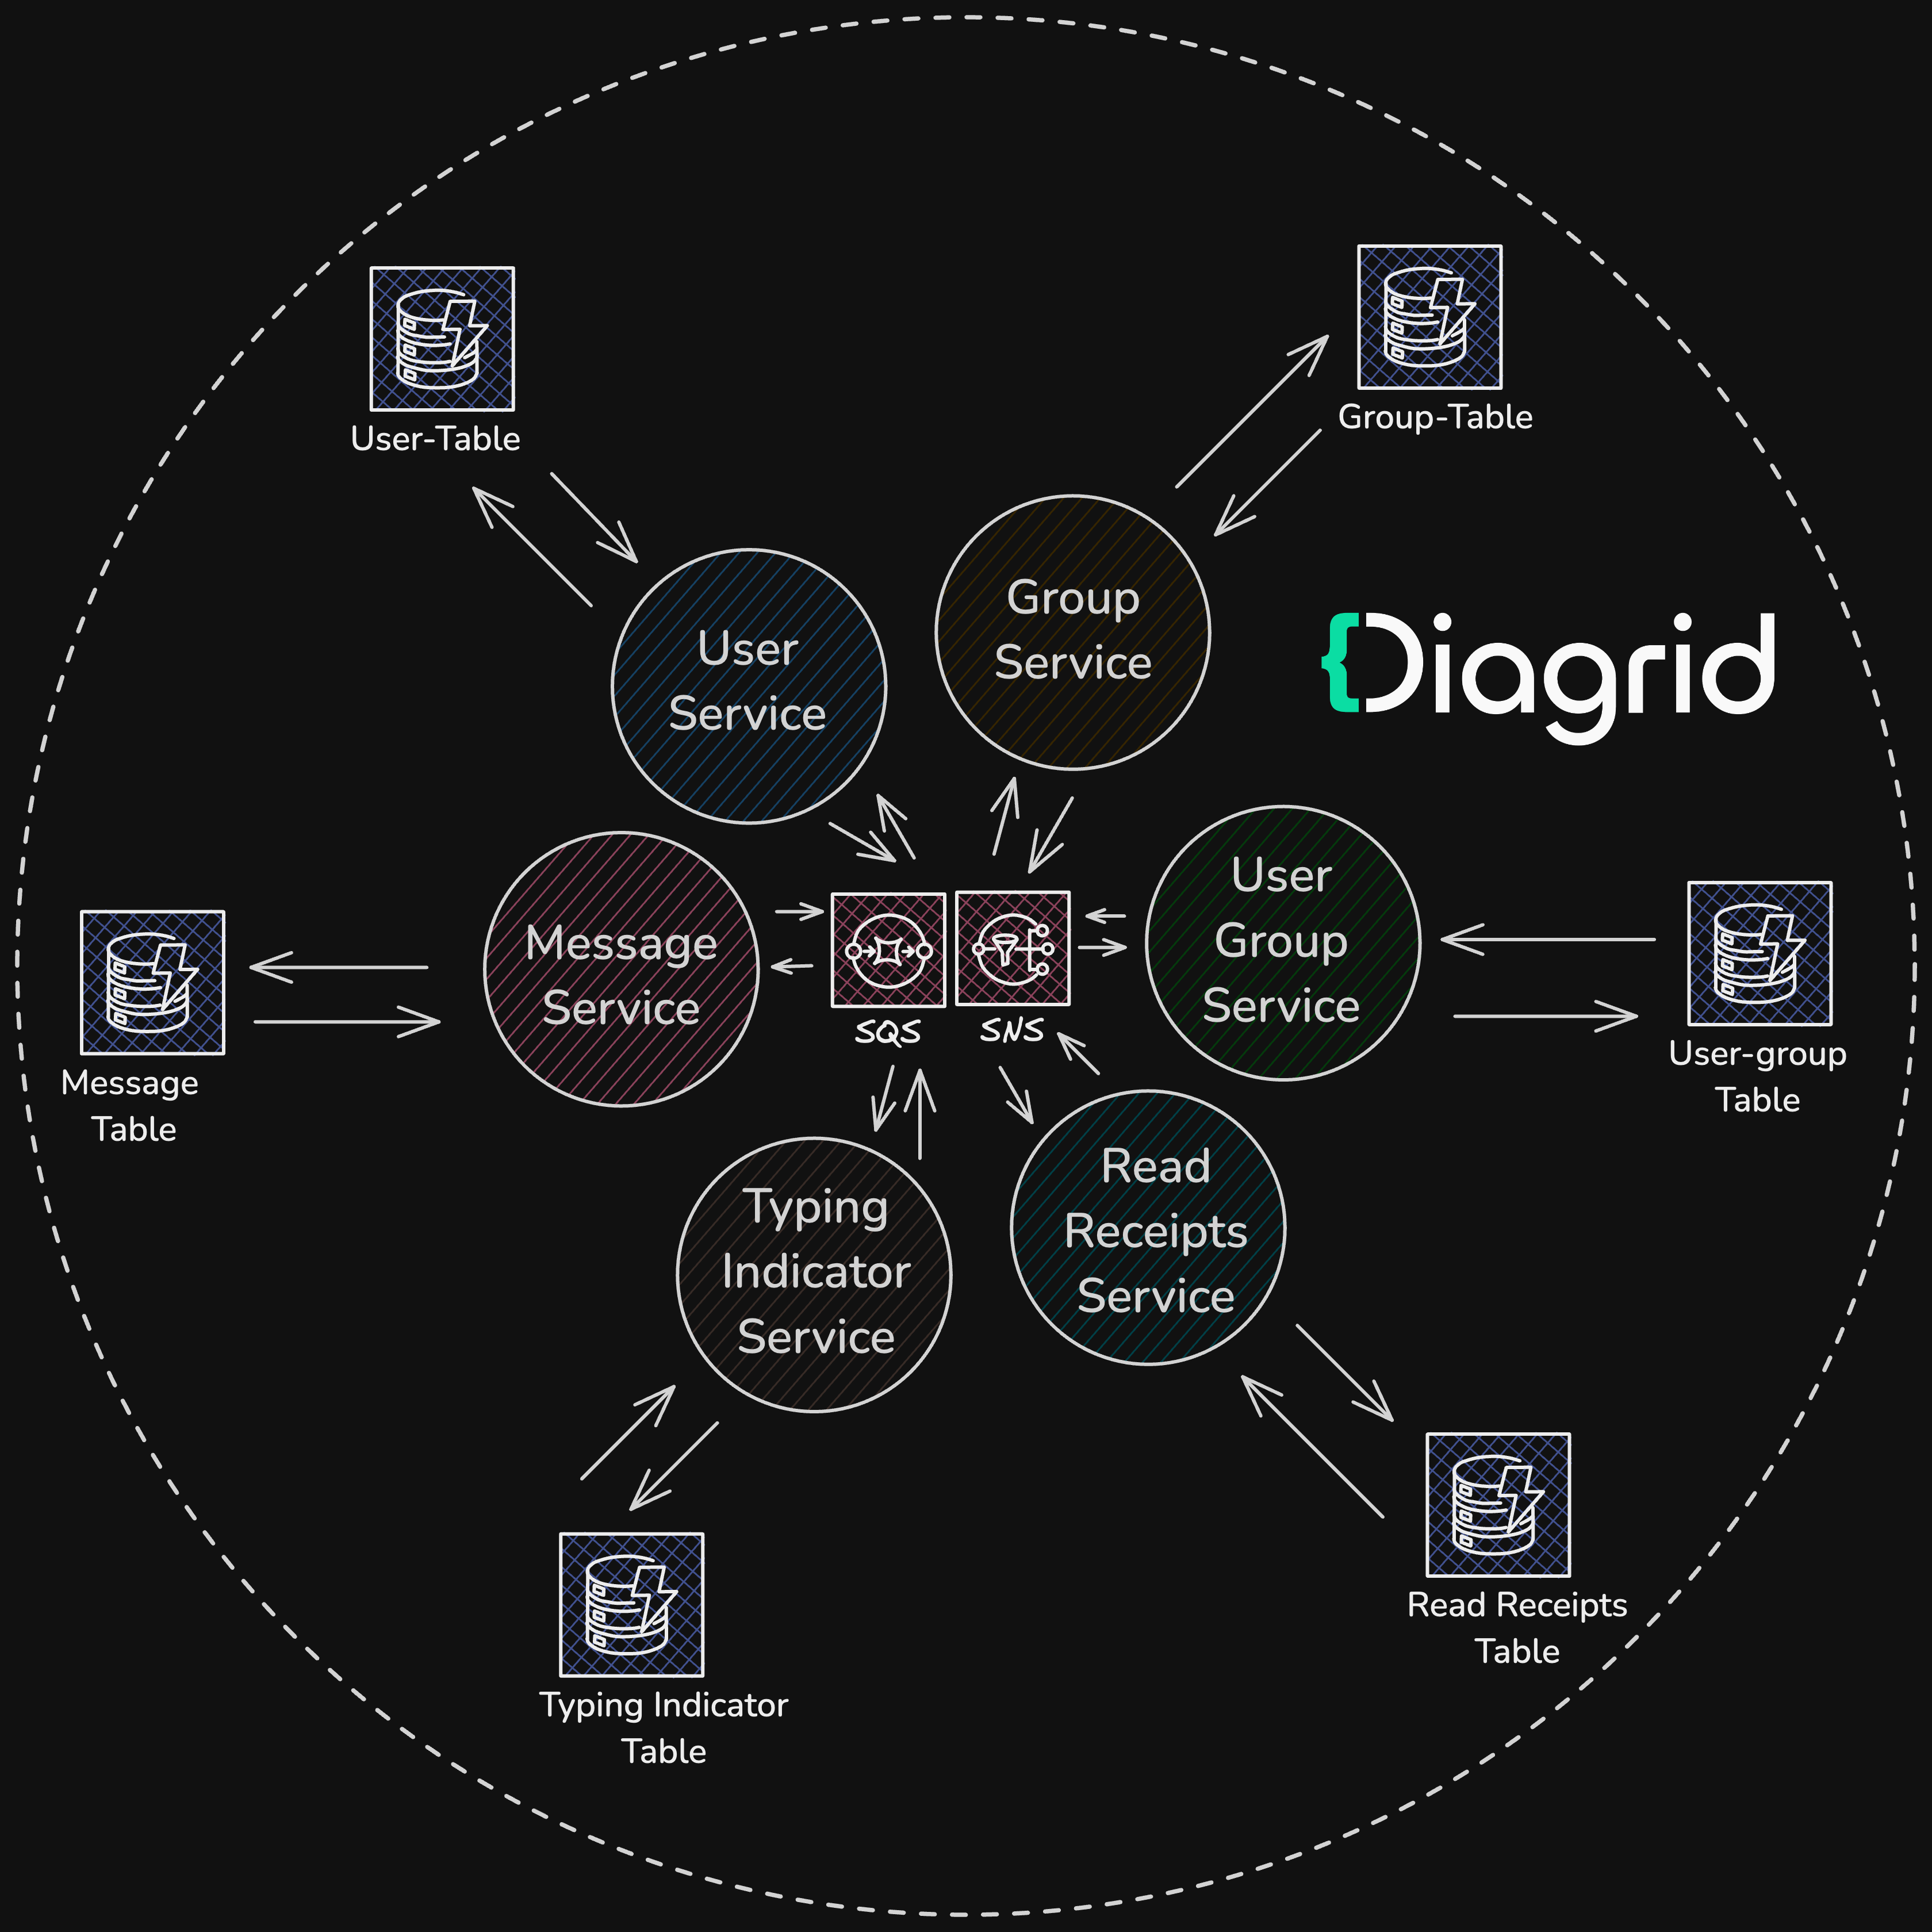 Group-Table
User-Table
Group
Service
{Diagrid
User
Service
User
Group
Service
Message
Service
SQS
SNS
User-group
Table
Message
Table
Read
Receipts
Service
Typing
Indicator
Service
Read Receipts
Table
Typing Indicator
Table